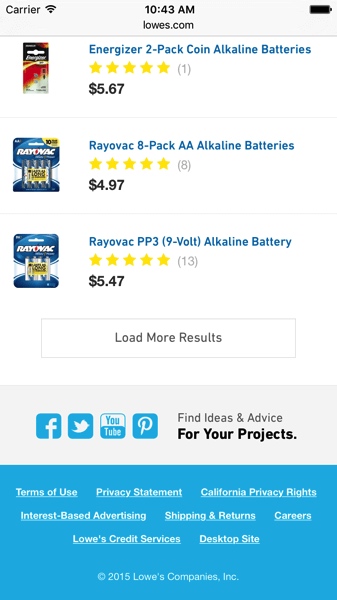 Carrier 10:43 AM
lowes.com
Energizer
Energizer 2-Pack Coin Alkaline Batteries
(1)
$5.67
RAYOVAC
Rayovac 8-Pack AA Alkaline Batteries
(8)
$4.97
RAYOVAC
Rayovac PP3 (9-Volt) Alkaline Battery
(13)
$5.47
Load More Results
You
Tube
Find Ideas & Advice
For Your Projects.
Terms of Use Privacy Statement California Privacy Rights
Interest-Based Advertising Shipping & Returns Careers
Lowe's Credit Services Desktop Site
© 2015 Lowe's Companies, Inc.